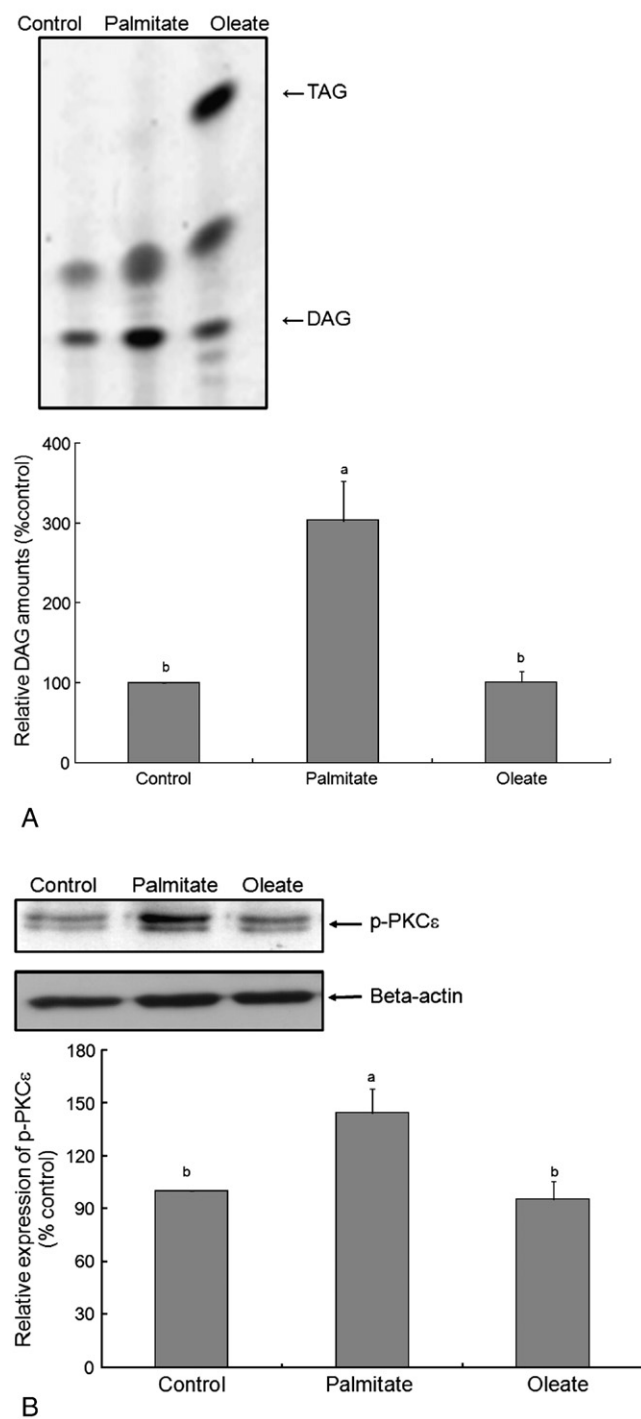 Control Palmitate Oleate
← TAG
← DAG
Relative DAG amounts (%control)
400
300
200
100
0
a
b
b
Control Palmitate Oleate
A
Control Palmitate Oleate
← p-PKCε
← Beta-actin
Relative expression of p-PKCε
(% control)
180
150
120
90
60
30
0
a
b
b
Control Palmitate Oleate
B